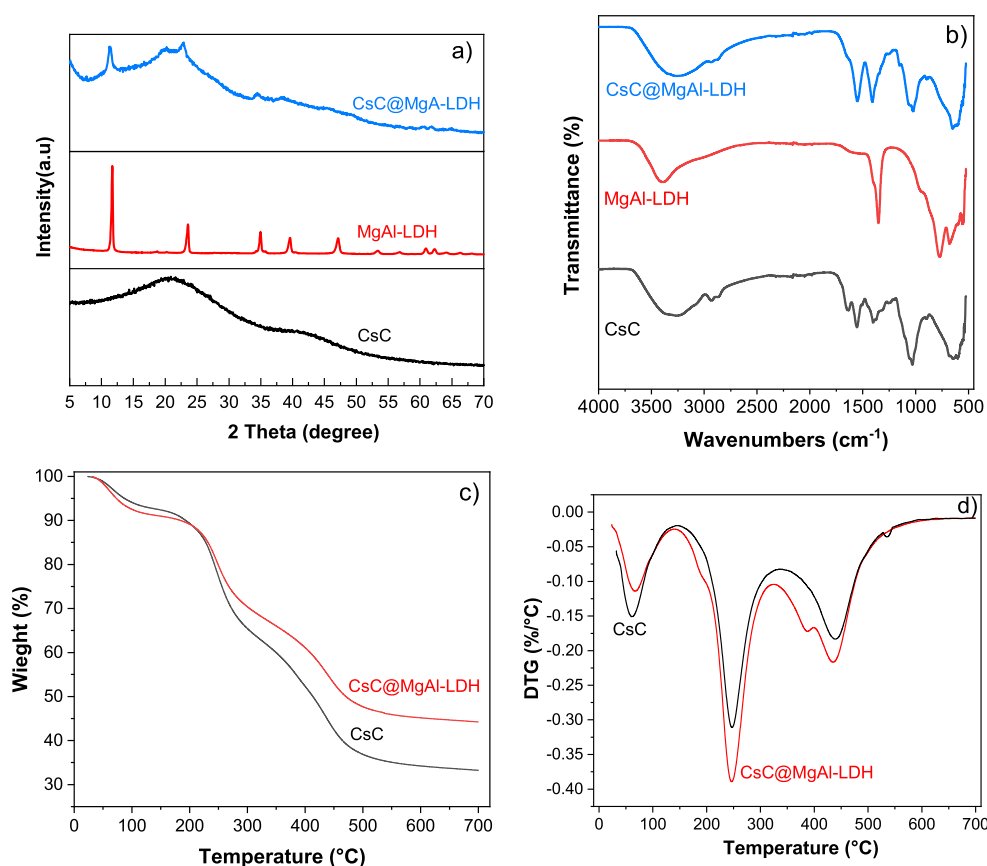 a)
CsC@MgA-LDH
MgAl-LDH
CsC
Intensity(a.u)
5 10 15 20 25 30 35 40 45 50 55 60 65 70
2 Theta (degree)
b)
CsC@MgAl-LDH
MgAl-LDH
CsC
Transmittance (%)
4000 3500 3000 2500 2000 1500 1000 500
Wavenumbers (cm⁻¹)
c)
100
90
80
70
60
50
40
30
Wieght (%)
CsC@MgAl-LDH
CsC
0 100 200 300 400 500 600 700
Temperature (°C)
d)
0.00
-0.05
-0.10
-0.15
-0.20
-0.25
-0.30
-0.35
-0.40
DTG (%/°C)
CsC
CsC@MgAl-LDH
0 100 200 300 400 500 600 700
Temperature (°C)